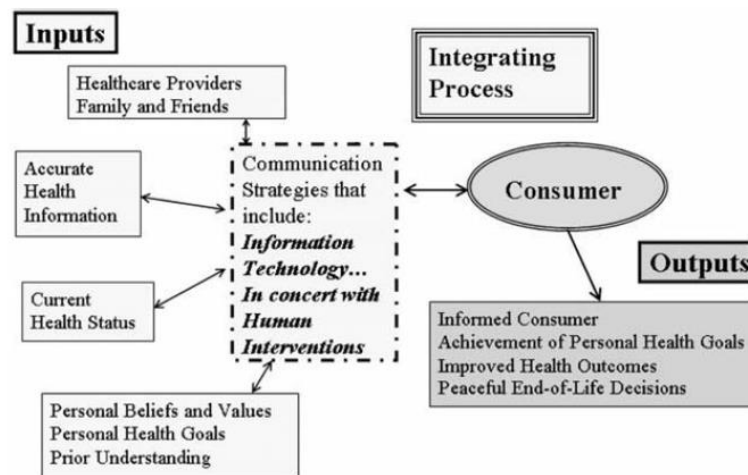 Inputs
Healthcare Providers
Family and Friends
Integrating
Process
Accurate
Health
Information
Communication
Strategies that
include:
Information
Technology...
In concert with
Human
Interventions
Consumer
Current
Health Status
Outputs
Informed Consumer
Achievement of Personal Health Goals
Improved Health Outcomes
Peaceful End-of-Life Decisions
Personal Beliefs and Values
Personal Health Goals
Prior Understanding